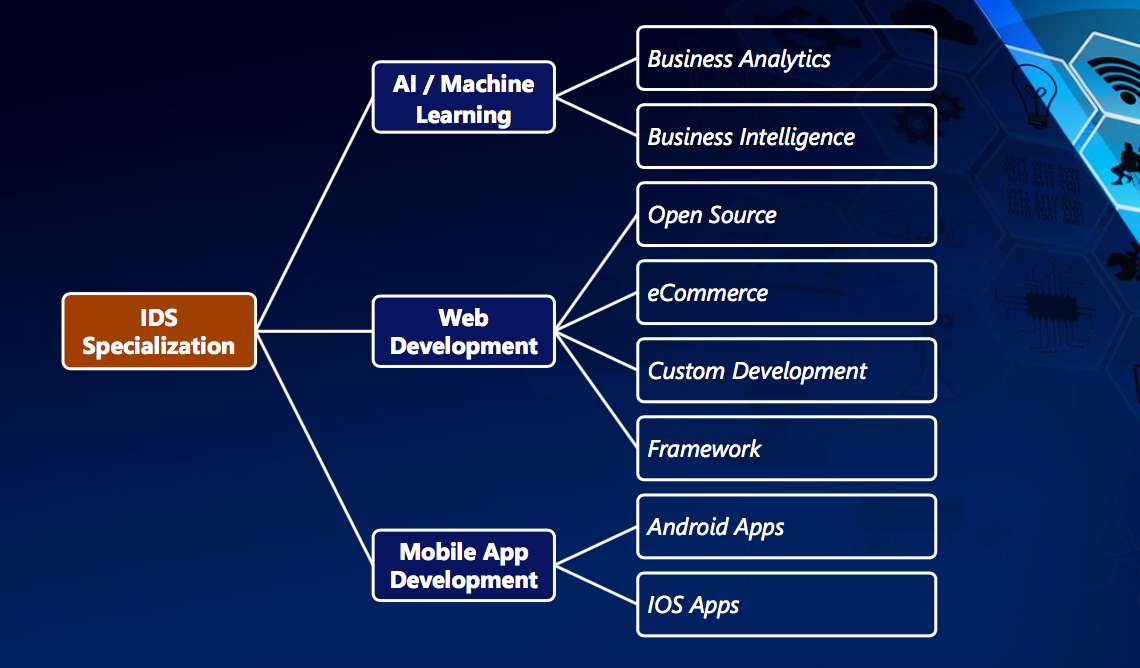 IDS
Specialization
AI / Machine
Learning
Business Analytics
Business Intelligence
Web
Development
Open Source
eCommerce
Custom Development
Framework
Mobile App
Development
Android Apps
IOS Apps